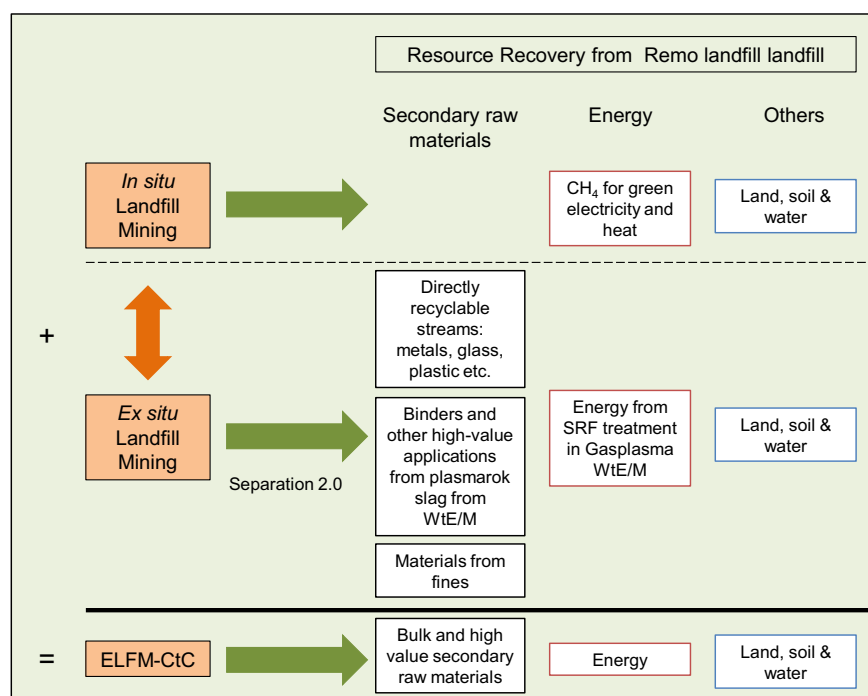 Resource Recovery from Remo landfill landfill
Secondary raw
materials
Energy
Others
In situ
Landfill
Mining
CH₄ for green
electricity and
heat
Land, soil &
water
+
Directly
recyclable
streams:
metals, glass,
plastic etc.
Ex situ
Landfill
Mining
Separation 2.0
Binders and
other high-value
applications
from plasmarok
slag from
WtE/M
Energy from
SRF treatment
in Gasplasma
WtE/M
Land, soil &
water
Materials from
fines
=
ELFM-CtC
Bulk and high
value secondary
raw materials
Energy
Land, soil &
water